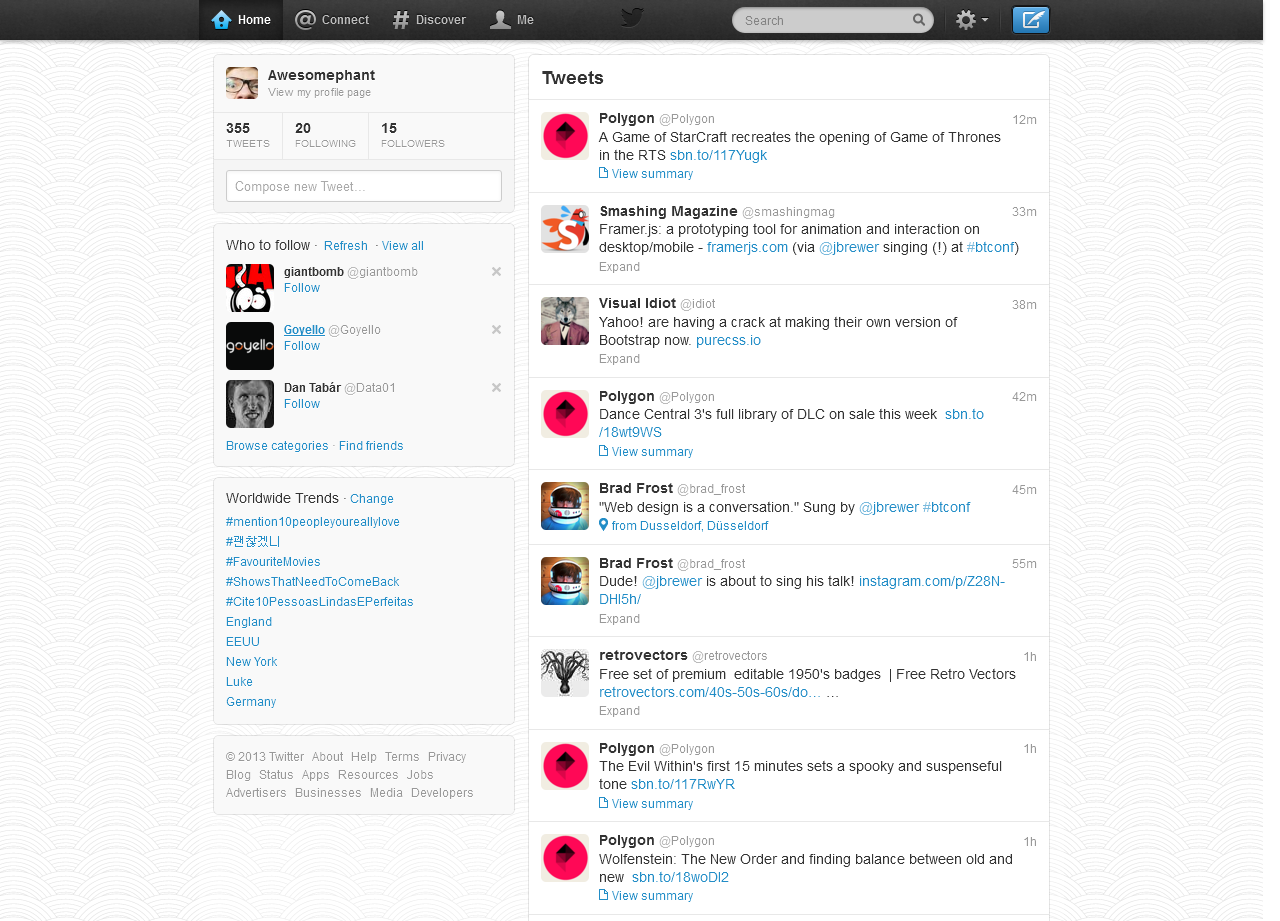 Home Connect Discover Me Search
Awesomephant
View my profile page
355 20 15
TWEETS FOLLOWING FOLLOWERS
Compose new Tweet…
Who to follow · Refresh · View all
giantbomb @giantbomb
Follow
goyello
Goyello @Goyello
Follow
Dan Tabár @Data01
Follow
Browse categories · Find friends
Worldwide Trends · Change
#mention10peopleyoureallylove
#괜찮겠니
#FavouriteMovies
#ShowsThatNeedToComeBack
#Cite10PessoasLindasEPerfeitas
England
EEUU
New York
Luke
Germany
© 2013 Twitter About Help Terms Privacy
Blog Status Apps Resources Jobs
Advertisers Businesses Media Developers
Tweets
Polygon @Polygon 12m
A Game of StarCraft recreates the opening of Game of Thrones
in the RTS sbn.to/117Yugk
View summary
Smashing Magazine @smashingmag 33m
Framer.js: a prototyping tool for animation and interaction on
desktop/mobile - framerjs.com (via @jbrewer singing (!) at #btconf)
Expand
Visual Idiot @idiot 38m
Yahoo! are having a crack at making their own version of
Bootstrap now. purecss.io
Expand
Polygon @Polygon 42m
Dance Central 3's full library of DLC on sale this week sbn.to
/18wt9WS
View summary
Brad Frost @brad_frost 45m
"Web design is a conversation." Sung by @jbrewer #btconf
from Dusseldorf, Düsseldorf
Brad Frost @brad_frost 55m
Dude! @jbrewer is about to sing his talk! instagram.com/p/Z28N-
DHl5h/
Expand
retrovectors @retrovectors 1h
Free set of premium editable 1950's badges | Free Retro Vectors
retrovectors.com/40s-50s-60s/do… …
Expand
Polygon @Polygon 1h
The Evil Within's first 15 minutes sets a spooky and suspenseful
tone sbn.to/117RwYR
View summary
Polygon @Polygon 1h
Wolfenstein: The New Order and finding balance between old and
new sbn.to/18woDl2
View summary